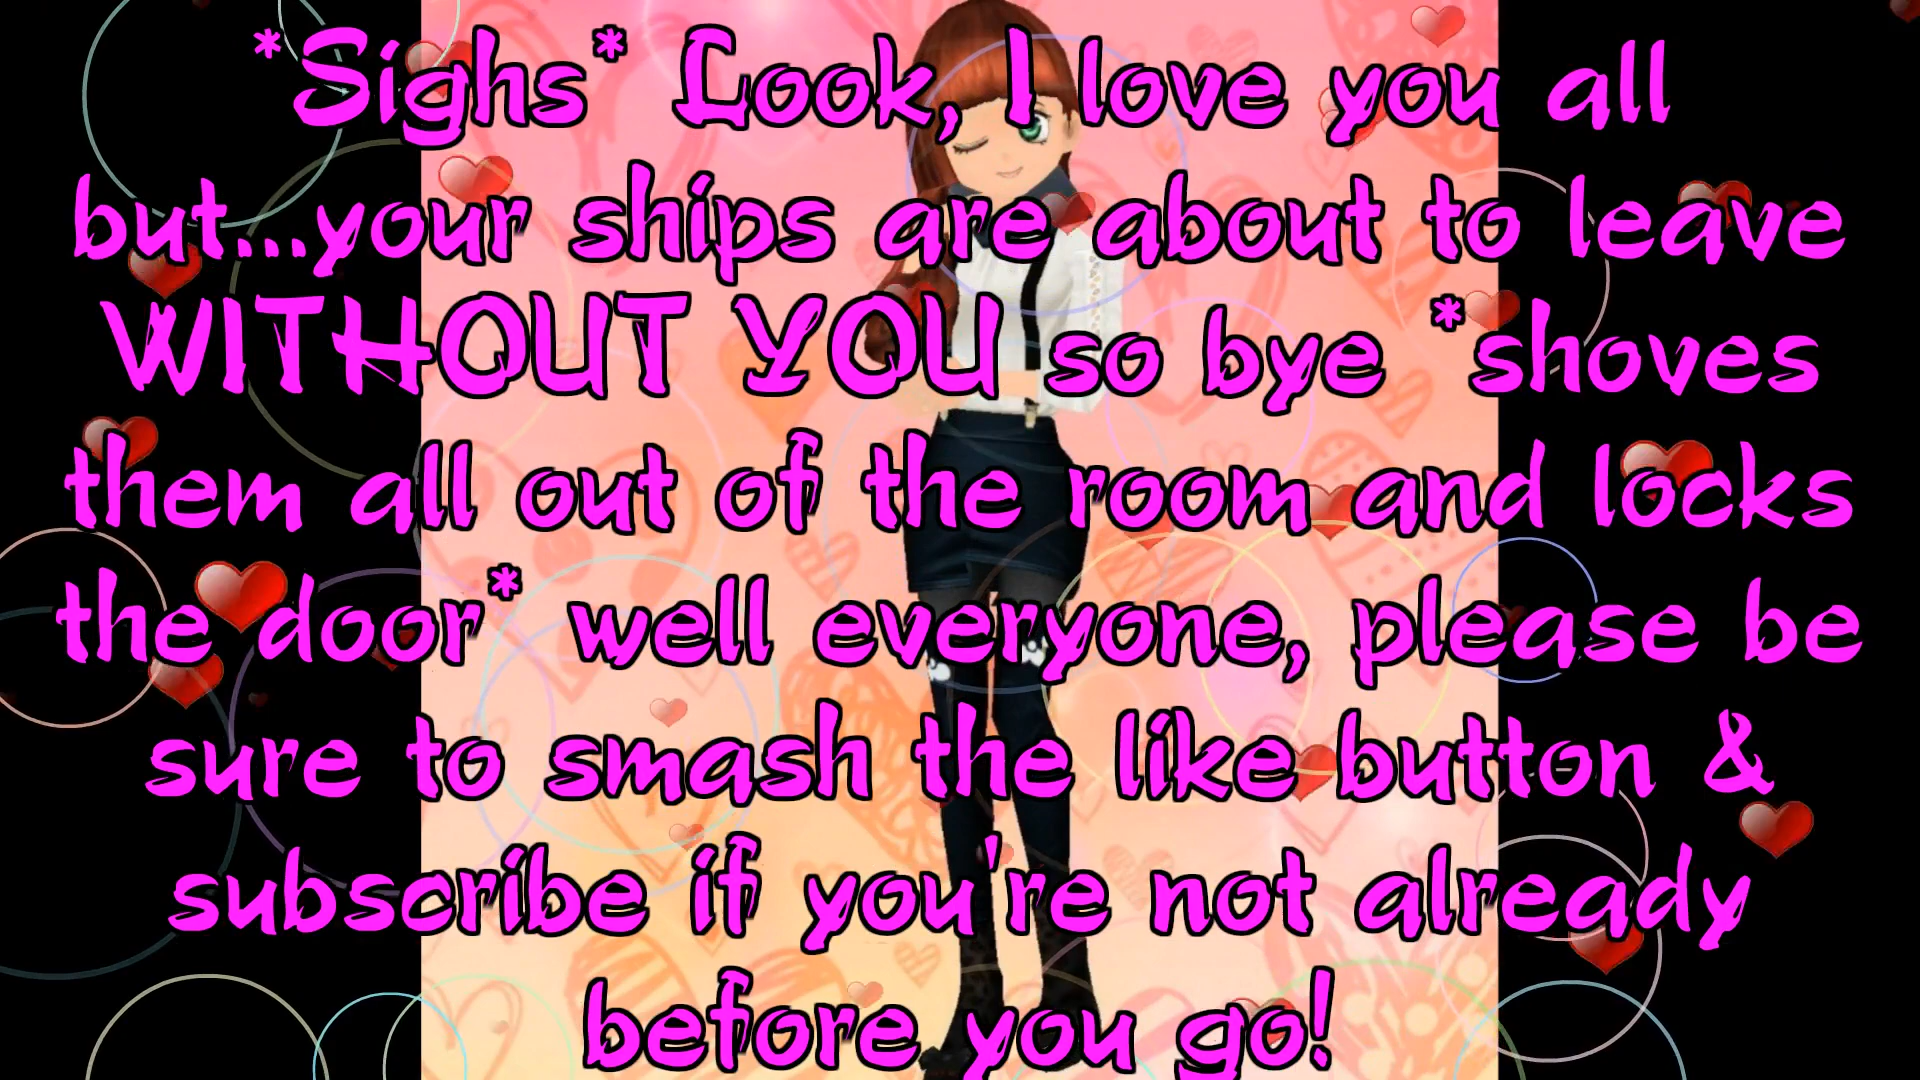 *Sighs* Look, I love you all
but...your ships are about to leave
WITHOUT YOU so bye *shoves
them all out of the room and locks
the door* well everyone, please be
sure to smash the like button &
subscribe if you're not already
before you go!